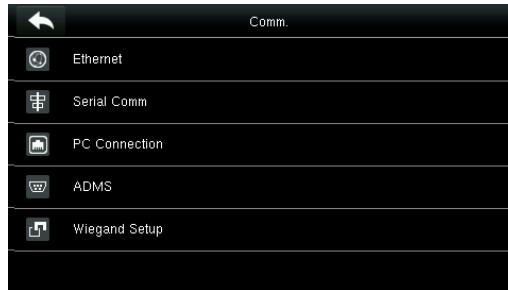 Comm.
Ethernet
Serial Comm
PC Connection
ADMS
Wiegand Setup